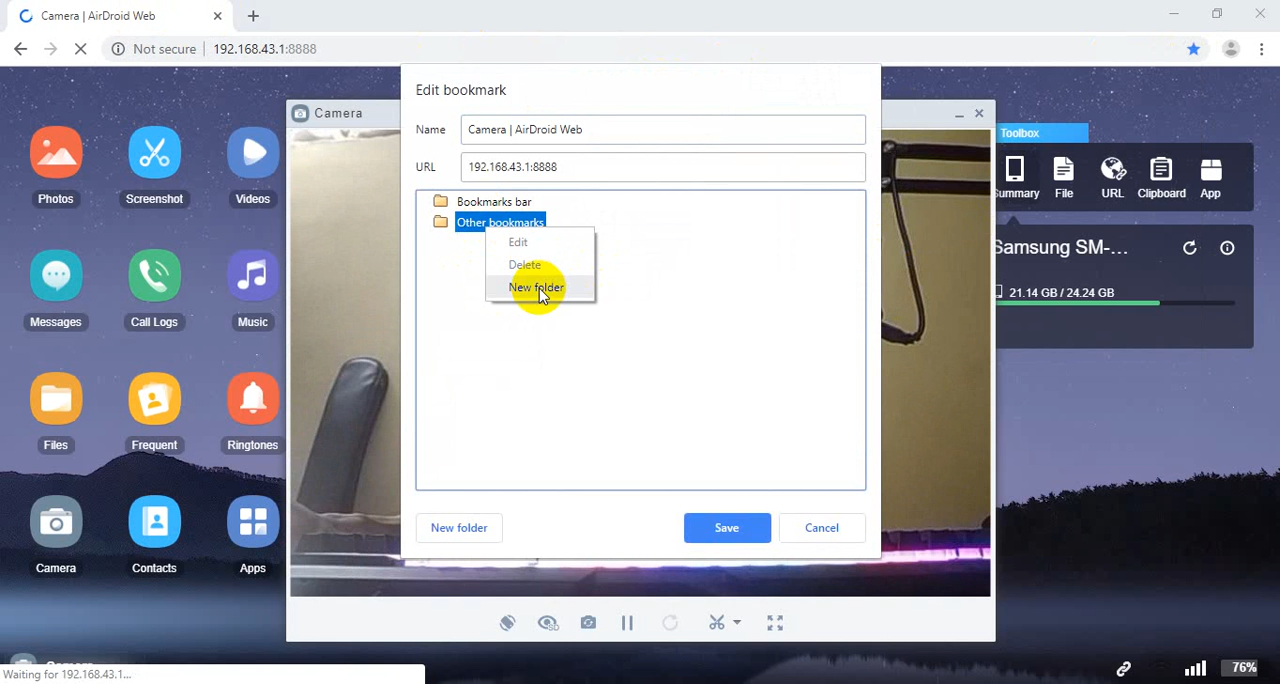 Camera | AirDroid Web
Not secure
192.168.43.1:8888
Edit bookmark
Name
Camera | AirDroid Web
URL
192.168.43.1:8888
Bookmarks bar
Other bookmarks
Edit
Delete
New folder
New folder
Save
Cancel
Camera
Photos
Screenshot
Videos
Messages
Call Logs
Music
Files
Frequent
Ringtones
Camera
Contacts
Apps
Toolbox
ummary
File
URL
Clipboard
App
Samsung SM-...
21.14 GB / 24.24 GB
SD
Waiting for 192.168.43.1...
76%